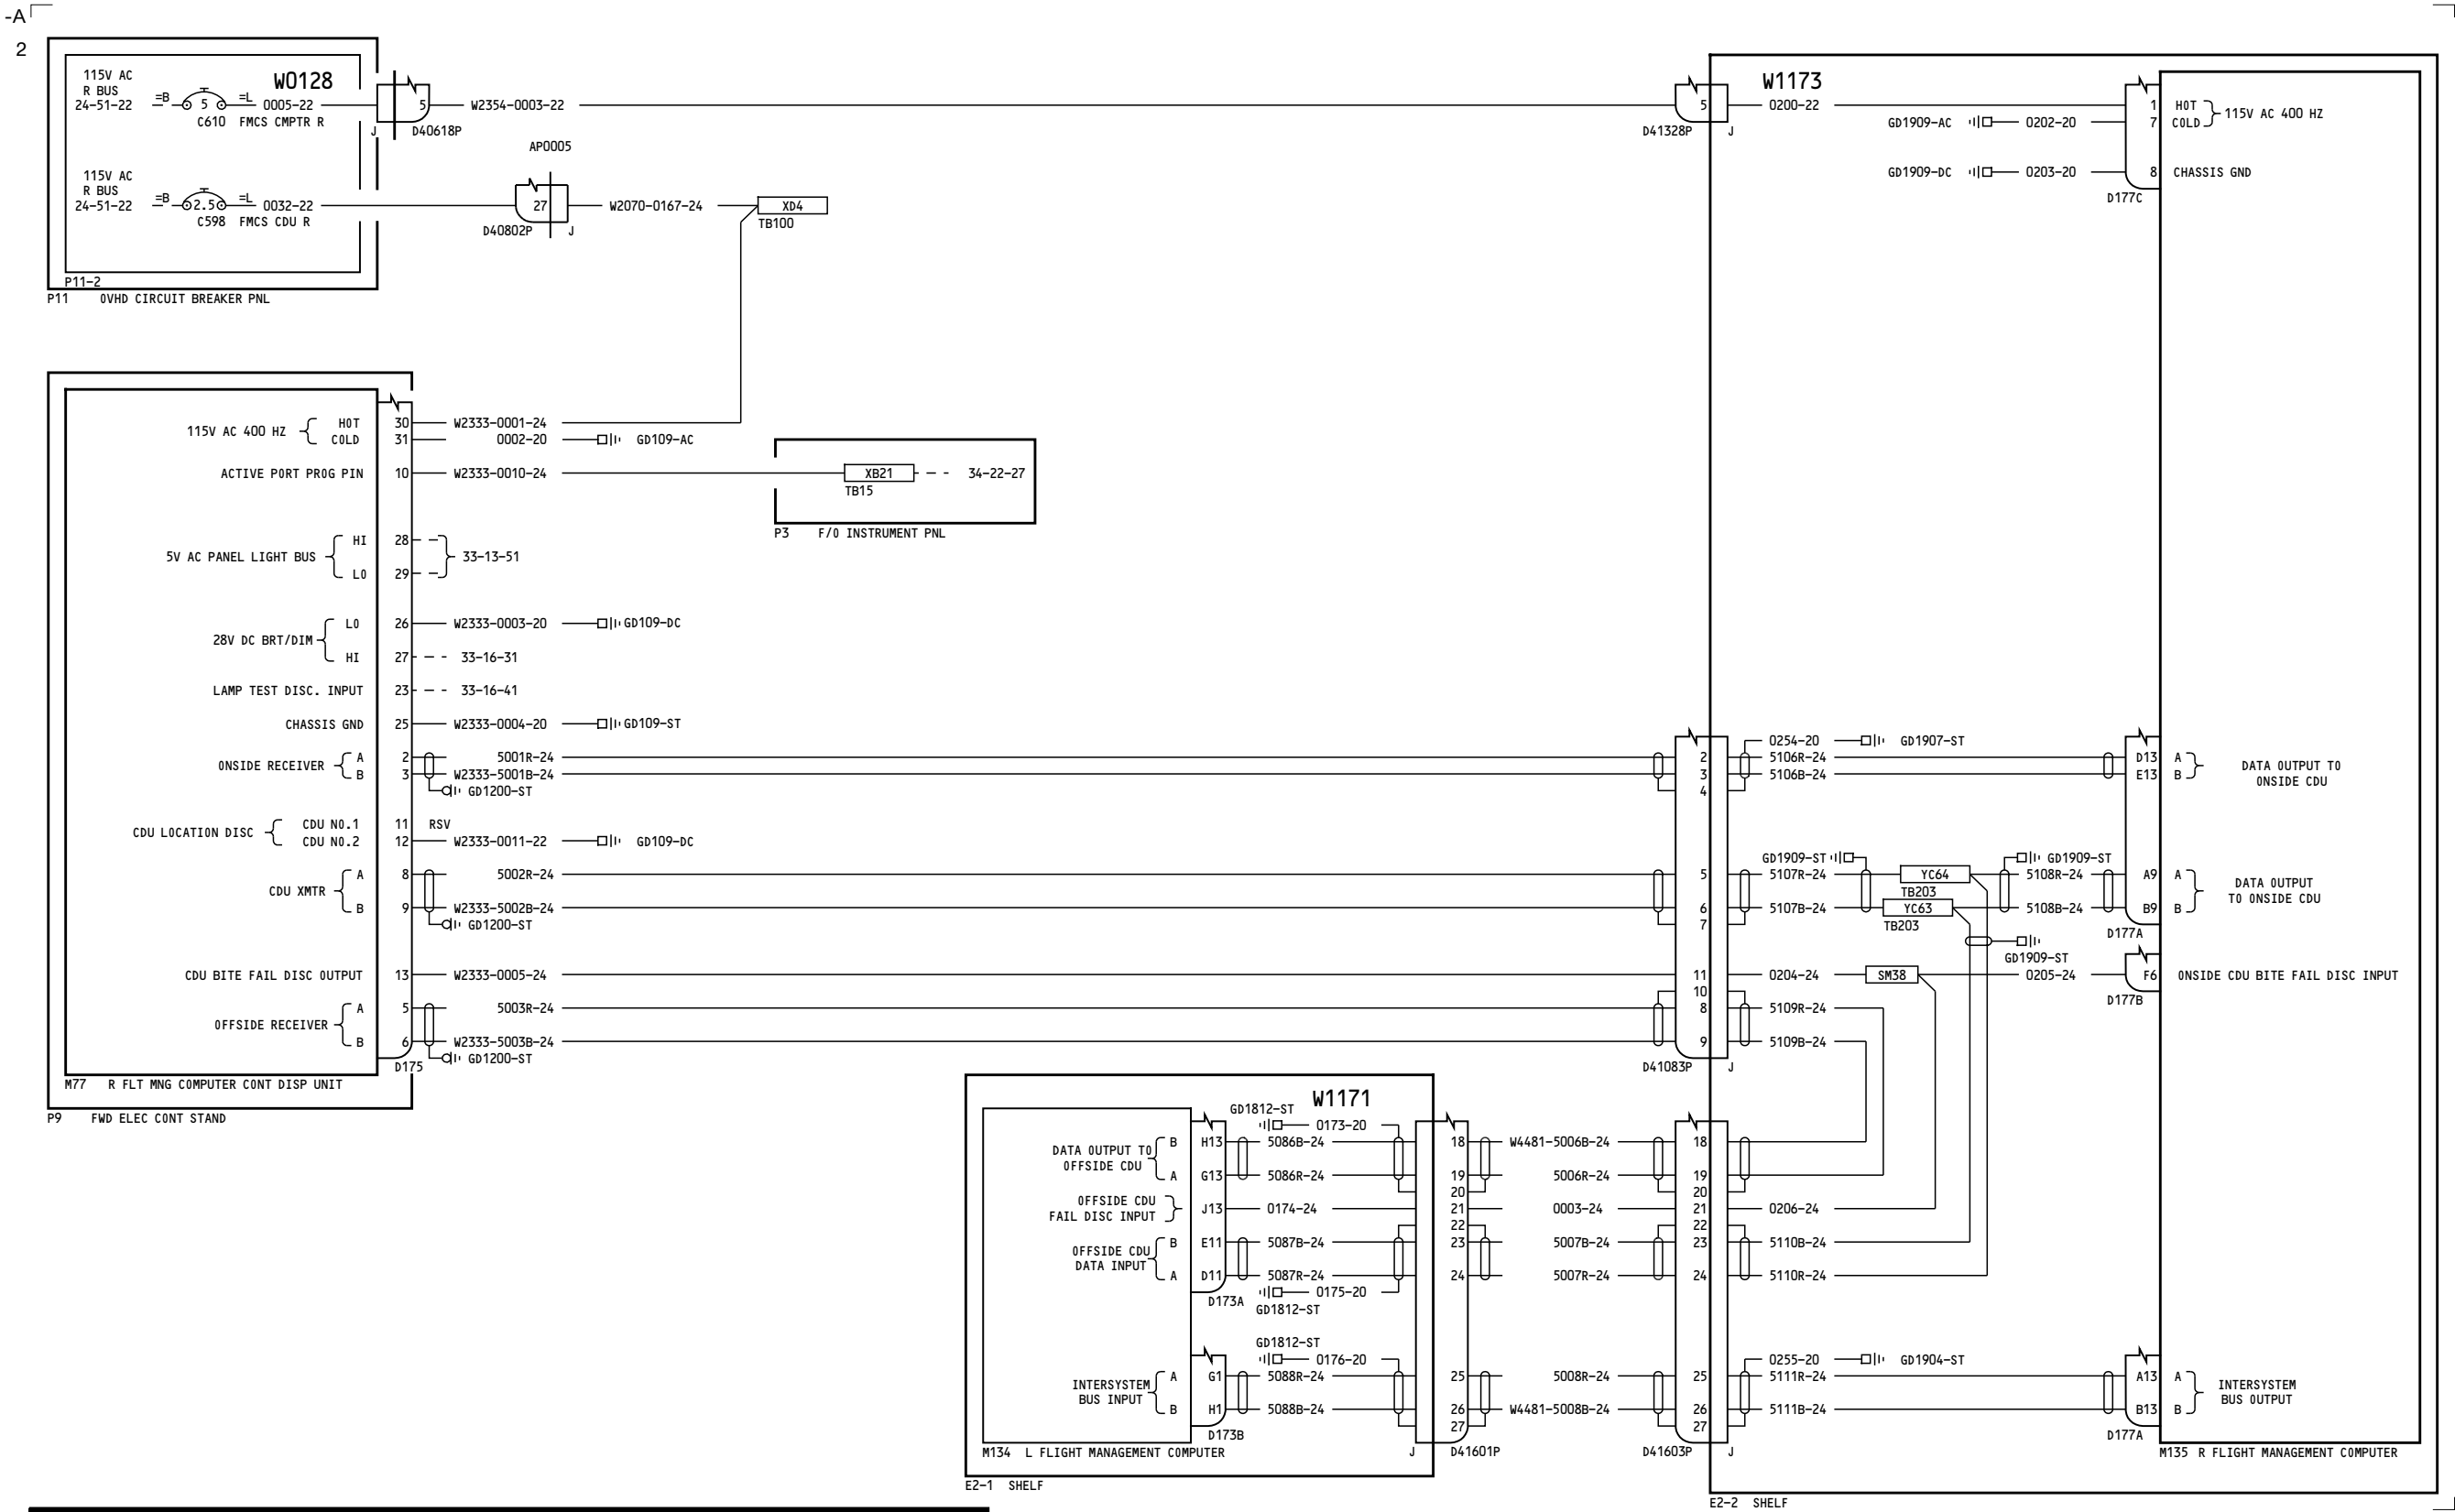 -A
2
115V AC
R BUS
24-51-22
=B
5
=L
0005-22
C610 FMCS CMPTR R
W0128
J
5
D40618P
W2354-0003-22
115V AC
R BUS
24-51-22
=B
2.5
=L
0032-22
C598 FMCS CDU R
AP0005
27
D40802P
J
W2070-0167-24
XD4
TB100
P11-2
P11 OVHD CIRCUIT BREAKER PNL
5
D41328P
J
W1173
0200-22
GD1909-AC
0202-20
GD1909-DC
0203-20
1 HOT
7 COLD
115V AC 400 HZ
8 CHASSIS GND
D177C
115V AC 400 HZ
HOT 30 W2333-0001-24
COLD 31 0002-20 GD109-AC
ACTIVE PORT PROG PIN 10 W2333-0010-24
XB21
TB15
34-22-27
P3 F/O INSTRUMENT PNL
5V AC PANEL LIGHT BUS
HI 28
LO 29
33-13-51
28V DC BRT/DIM
LO 26 W2333-0003-20 GD109-DC
HI 27 33-16-31
LAMP TEST DISC. INPUT 23 33-16-41
CHASSIS GND 25 W2333-0004-20 GD109-ST
ONSIDE RECEIVER
A 2 5001R-24
B 3 W2333-5001B-24
GD1200-ST
CDU LOCATION DISC
CDU NO.1 11 RSV
CDU NO.2 12 W2333-0011-22 GD109-DC
CDU XMTR
A 8 5002R-24
B 9 W2333-5002B-24
GD1200-ST
CDU BITE FAIL DISC OUTPUT 13 W2333-0005-24
OFFSIDE RECEIVER
A 5 5003R-24
B 6 W2333-5003B-24
D175
GD1200-ST
M77 R FLT MNG COMPUTER CONT DISP UNIT
P9 FWD ELEC CONT STAND
0254-20 GD1907-ST
2 5106R-24 D13 A
3 5106B-24 E13 B
4
DATA OUTPUT TO
ONSIDE CDU
GD1909-ST
GD1909-ST
5 5107R-24 YC64 5108R-24 A9 A
TB203
6 5107B-24 YC63 5108B-24 B9 B
TB203
7
DATA OUTPUT
TO ONSIDE CDU
D177A
GD1909-ST
11 0204-24 SM38 0205-24 F6 ONSIDE CDU BITE FAIL DISC INPUT
D177B
10
8 5109R-24
9 5109B-24
D41083P
J
W1171
GD1812-ST
0173-20
DATA OUTPUT TO
OFFSIDE CDU
B H13 5086B-24 18 W4481-5006B-24 18
A G13 5086R-24 19 5006R-24 19
20 20
OFFSIDE CDU
FAIL DISC INPUT
J13 0174-24 21 0003-24 21 0206-24
22 22
OFFSIDE CDU
DATA INPUT
B E11 5087B-24 23 5007B-24 23 5110B-24
A D11 5087R-24 24 5007R-24 24 5110R-24
0175-20
D173A
GD1812-ST
GD1812-ST
0176-20
0255-20 GD1904-ST
INTERSYSTEM
BUS INPUT
A G1 5088R-24 25 5008R-24 25 5111R-24 A13 A
B H1 5088B-24 26 W4481-5008B-24 26 5111B-24 B13 B
27 27
INTERSYSTEM
BUS OUTPUT
D173B
J
D41601P
D41603P
J
D177A
M134 L FLIGHT MANAGEMENT COMPUTER
M135 R FLIGHT MANAGEMENT COMPUTER
E2-1 SHELF
E2-2 SHELF